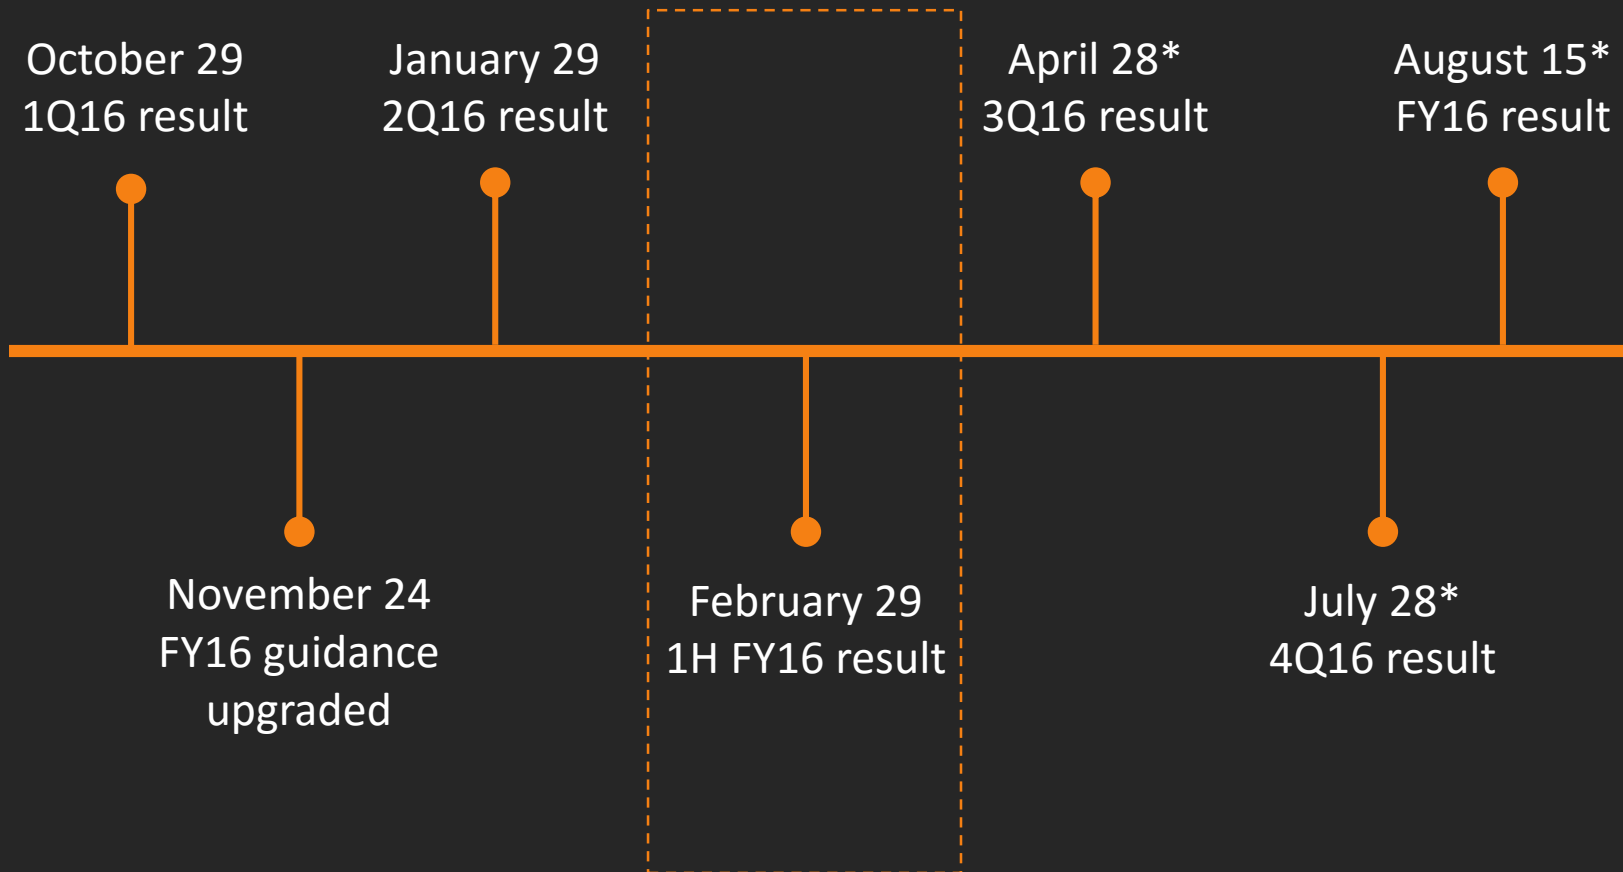 October 29
1Q16 result
January 29
2Q16 result
April 28*
3Q16 result
August 15*
FY16 result
November 24
FY16 guidance
upgraded
February 29
1H FY16 result
July 28*
4Q16 result